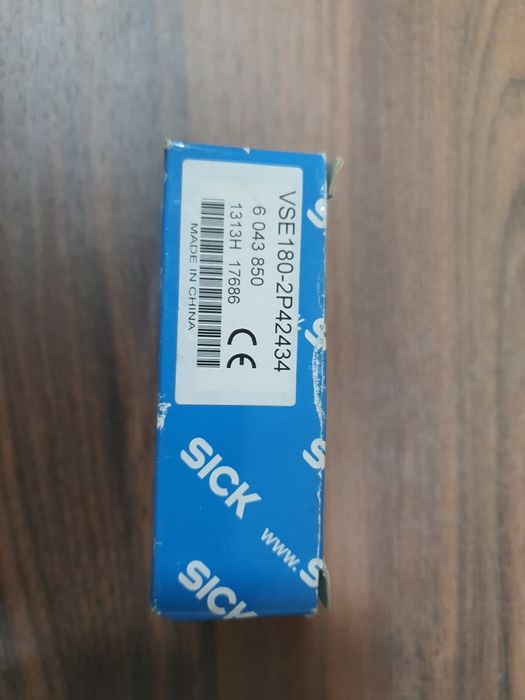 VSE180-2P42434
6 043 850
1313H 17686
CE
MADE IN CHINA
SICK
www.
SICK